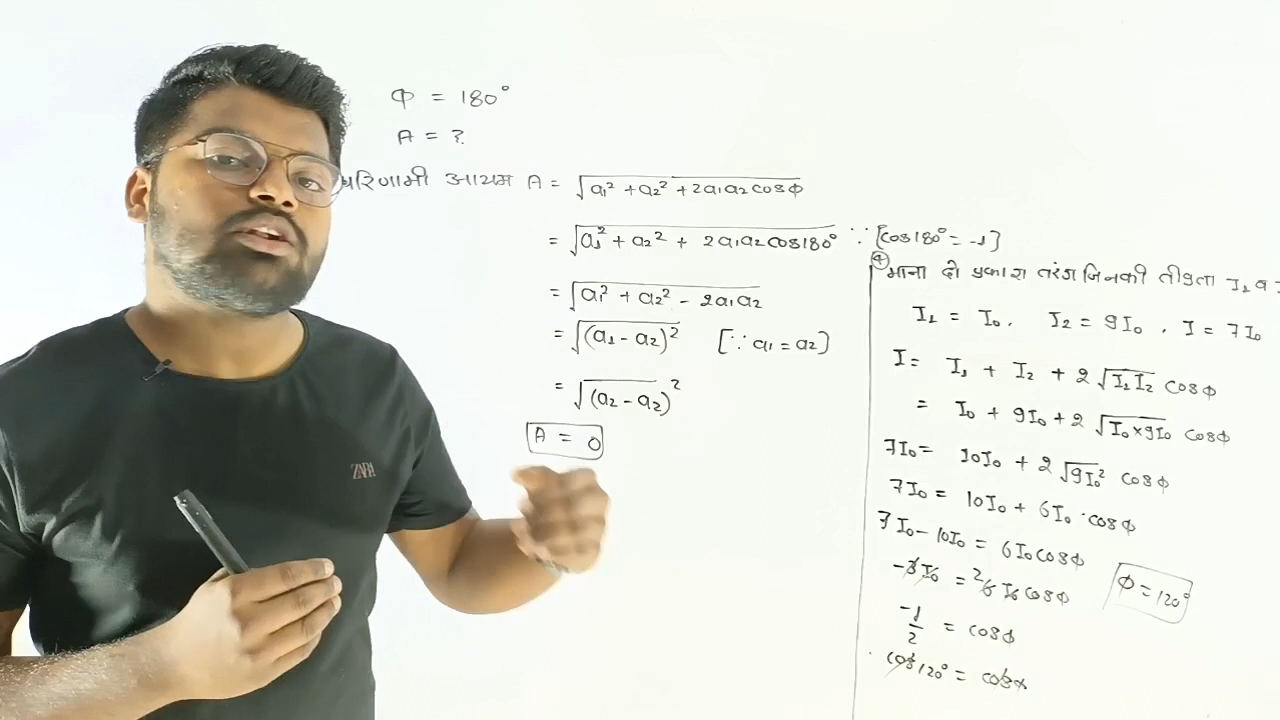 ϕ = 180°
A = ?
परिणामी आयाम A = √a₁² + a₂² + 2a₁a₂cosϕ
= √a₁² + a₂² + 2a₁a₂cos180° ∵ [cos180° = -1]
= √a₁² + a₂² - 2a₁a₂
= √(a₁ - a₂)² [∵ a₁ = a₂]
= √(a₂ - a₂)²
A = 0
ZARA
④ माना दो प्रकाश तरंग जिनकी तीव्रता I₁ व
I₁ = I₀, I₂ = 9I₀, I = 7I₀
I = I₁ + I₂ + 2√I₁I₂ cosϕ
= I₀ + 9I₀ + 2√I₀×9I₀ cosϕ
7I₀ = 10I₀ + 2√9I₀² cosϕ
7I₀ = 10I₀ + 6I₀ · cosϕ
7I₀ - 10I₀ = 6I₀cosϕ
-3I₀ = ²6I₀cosϕ
-1/2 = cosϕ
cos120° = cosϕ
ϕ = 120°